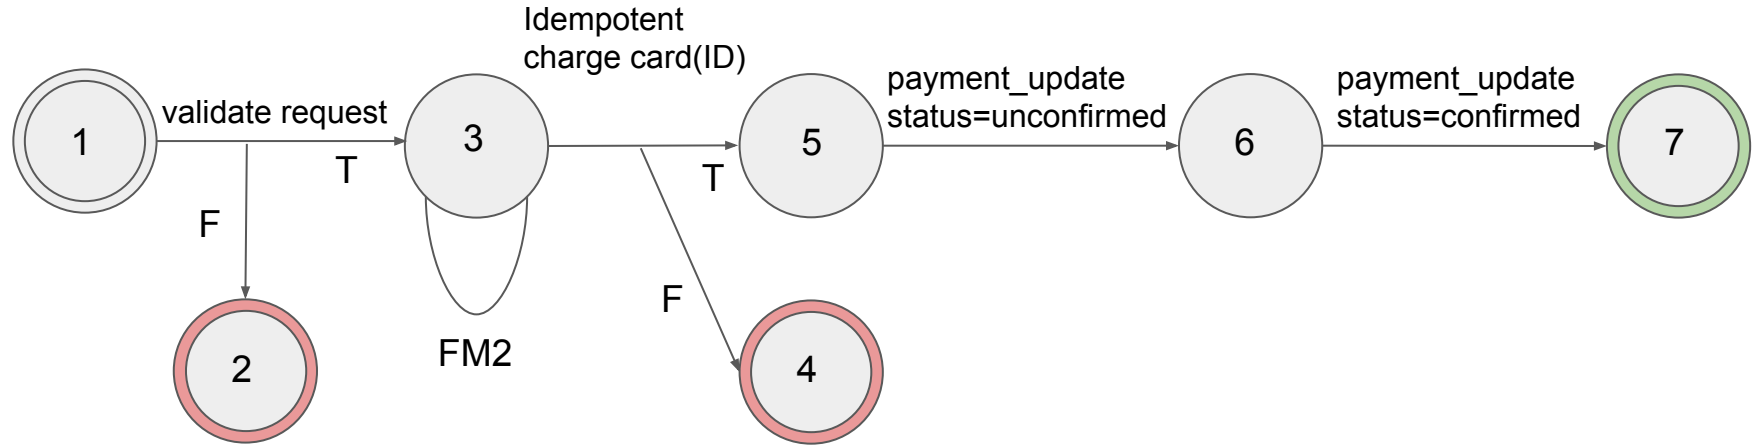 Idempotent
charge card(ID)
payment_update
status=unconfirmed
payment_update
status=confirmed
validate request
1
3
5
6
7
T
T
F
F
FM2
2
4